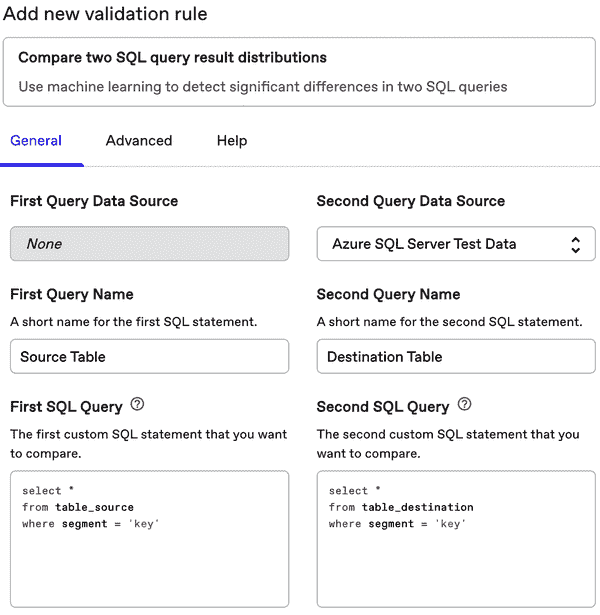 Add new validation rule
Compare two SQL query result distributions
Use machine learning to detect significant differences in two SQL queries
General Advanced Help
First Query Data Source
None
Second Query Data Source
Azure SQL Server Test Data
First Query Name
A short name for the first SQL statement.
Source Table
Second Query Name
A short name for the second SQL statement.
Destination Table
First SQL Query ?
The first custom SQL statement that you want
to compare.
select *
from table_source
where segment = 'key'
Second SQL Query ?
The second custom SQL statement that you
want to compare.
select *
from table_destination
where segment = 'key'